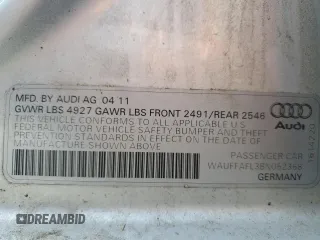 MFD. BY AUDI AG 04 11
GVWR LBS 4927 GAWR LBS FRONT 2491/REAR 2546
THIS VEHICLE CONFORMS TO ALL APPLICABLE U.S.
FEDERAL MOTOR VEHICLE SAFETY BUMPER AND THEFT
PREVENTION STANDARDS IN EFFECT ON THE DATE OF
MANUFACTURE SHOWN ABOVE.
Audi
PASSENGER CAR
GERMANY
DREAMBID